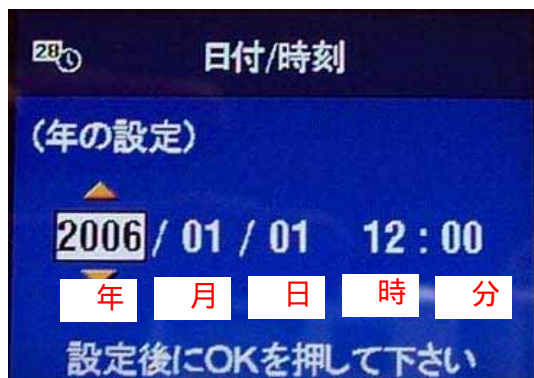 28 日付/時刻
(年の設定)
2006 / 01 / 01 12 : 00
年 月 日 時 分
設定後にOKを押して下さい